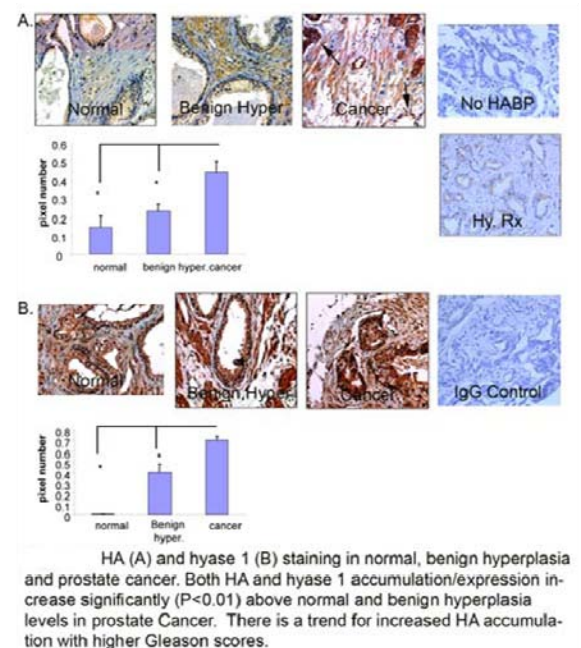 A.
Normal
Benign Hyper
Cancer
No HABP
Hy. Rx
pixel number
0.6
0.5
0.4
0.3
0.2
0.1
0
normal benign hyper.cancer
B.
Normal
Benign Hyper
Cancer
IgG Control
pixel number
0.8
0.7
0.6
0.5
0.4
0.3
0.2
0.1
0
normal Benign hyper. cancer
HA (A) and hyase 1 (B) staining in normal, benign hyperplasia
and prostate cancer. Both HA and hyase 1 accumulation/expression in-
crease significantly (P<0.01) above normal and benign hyperplasia
levels in prostate Cancer. There is a trend for increased HA accumula-
tion with higher Gleason scores.